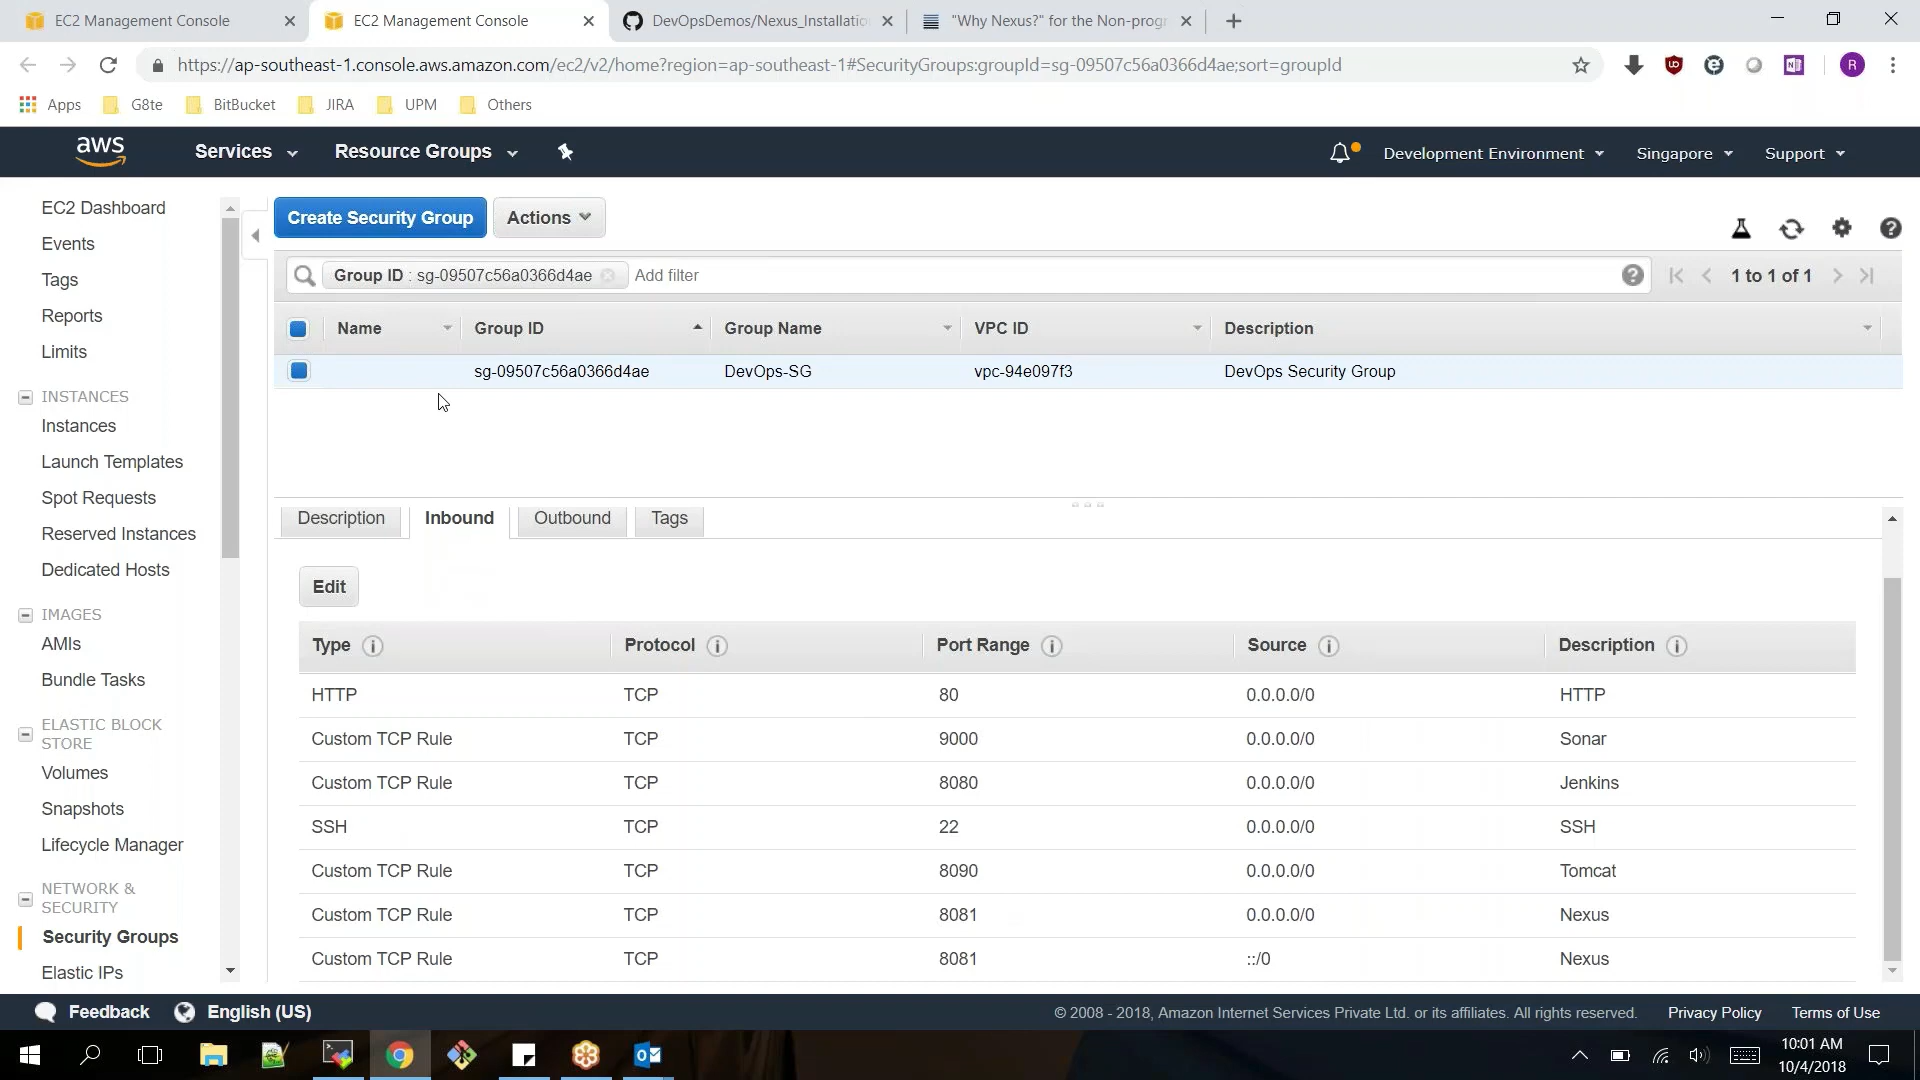 EC2 Management Console
EC2 Management Console
DevOpsDemos/Nexus_Installatio
"Why Nexus?" for the Non-progr
https://ap-southeast-1.console.aws.amazon.com/ec2/v2/home?region=ap-southeast-1#SecurityGroups:groupId=sg-09507c56a0366d4ae;sort=groupId
R
Apps G8te BitBucket JIRA UPM Others
aws Services Resource Groups Development Environment Singapore Support
EC2 Dashboard
Events
Tags
Reports
Limits
INSTANCES
Instances
Launch Templates
Spot Requests
Reserved Instances
Dedicated Hosts
IMAGES
AMIs
Bundle Tasks
ELASTIC BLOCK
STORE
Volumes
Snapshots
Lifecycle Manager
NETWORK &
SECURITY
Security Groups
Elastic IPs
Create Security Group Actions
Group ID : sg-09507c56a0366d4ae Add filter 1 to 1 of 1
Name Group ID Group Name VPC ID Description
sg-09507c56a0366d4ae DevOps-SG vpc-94e097f3 DevOps Security Group
Description Inbound Outbound Tags
Edit
Type Protocol Port Range Source Description
HTTP TCP 80 0.0.0.0/0 HTTP
Custom TCP Rule TCP 9000 0.0.0.0/0 Sonar
Custom TCP Rule TCP 8080 0.0.0.0/0 Jenkins
SSH TCP 22 0.0.0.0/0 SSH
Custom TCP Rule TCP 8090 0.0.0.0/0 Tomcat
Custom TCP Rule TCP 8081 0.0.0.0/0 Nexus
Custom TCP Rule TCP 8081 ::/0 Nexus
Feedback English (US) © 2008 - 2018, Amazon Internet Services Private Ltd. or its affiliates. All rights reserved. Privacy Policy Terms of Use
10:01 AM
10/4/2018